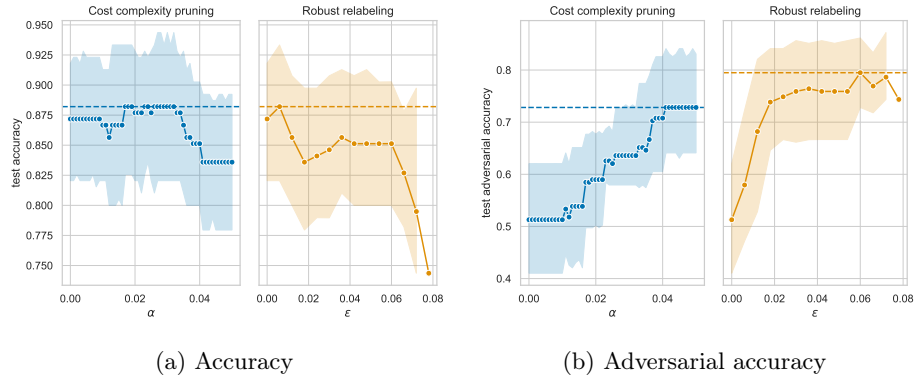 Cost complexity pruning
Robust relabeling
Cost complexity pruning
Robust relabeling
test accuracy
0.950
0.925
0.900
0.875
0.850
0.825
0.800
0.775
0.750
0.00 0.02 0.04
α
0.00 0.02 0.04 0.06 0.08
ε
test adversarial accuracy
0.8
0.7
0.6
0.5
0.4
0.00 0.02 0.04
α
0.00 0.02 0.04 0.06 0.08
ε
(a) Accuracy
(b) Adversarial accuracy